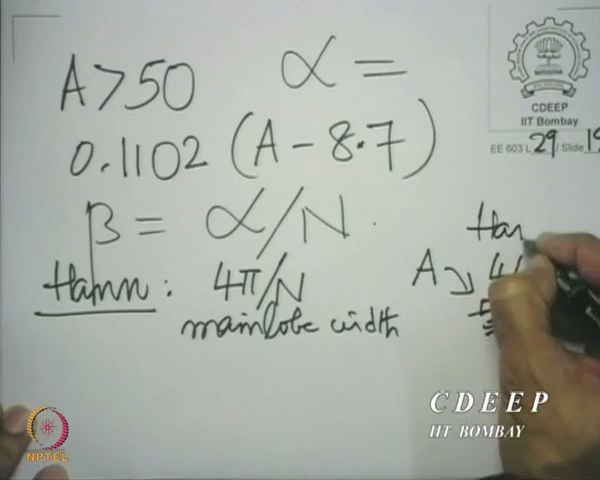 A>50 α =
0.1102 (A - 8.7)
β = α/N.
Hann : 4π/N
mainlobe width
Han
A
CDEEP
IIT Bombay
EE 603 L 29 / Slide 19
CDEEP
IIT BOMBAY
NPTEL